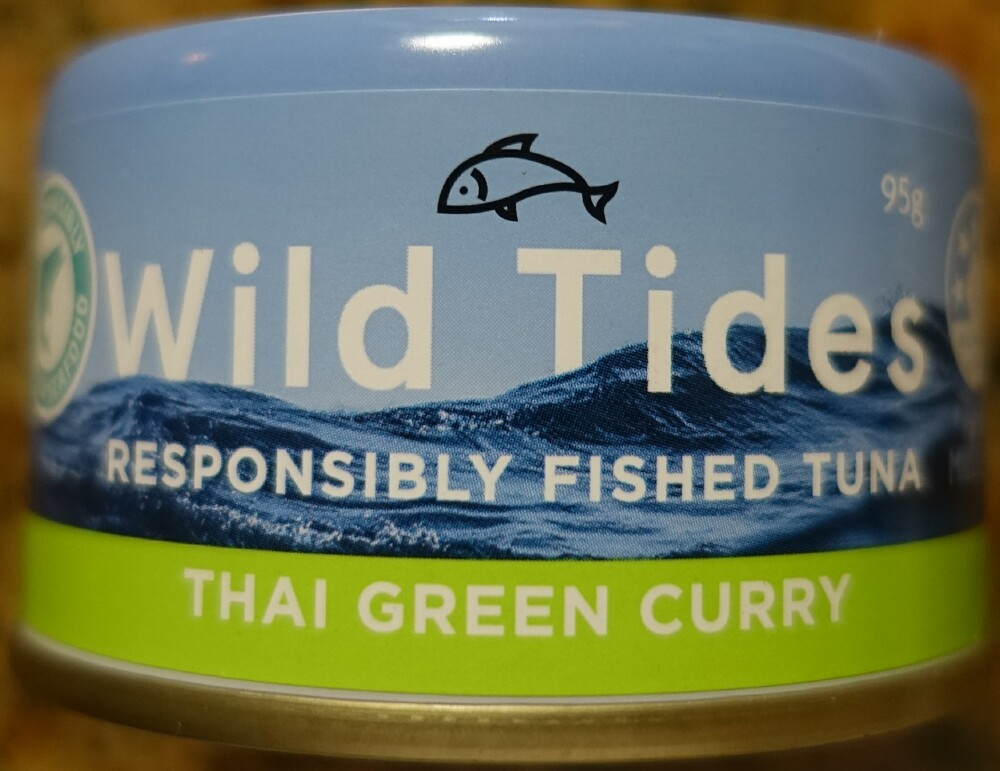 95g
Wild Tides
RESPONSIBLY FISHED TUNA
THAI GREEN CURRY